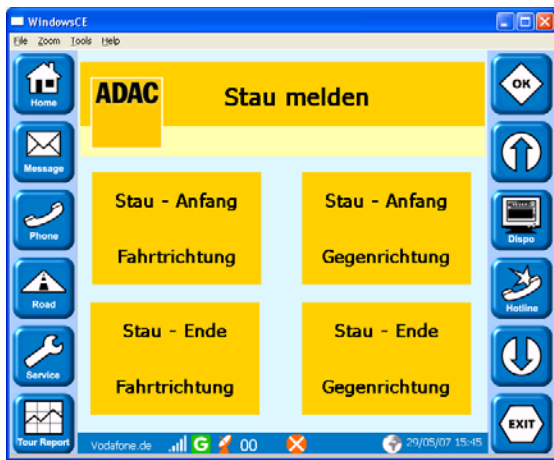 WindowsCE
File Zoom Tools Help
Home
Message
Phone
Road
Service
Tour Report
ADAC
Stau melden
Stau - Anfang
Fahrtrichtung
Stau - Anfang
Gegenrichtung
Stau - Ende
Fahrtrichtung
Stau - Ende
Gegenrichtung
OK
Dispo
Hotline
EXIT
Vodafone.de G 00 29/05/07 15:45